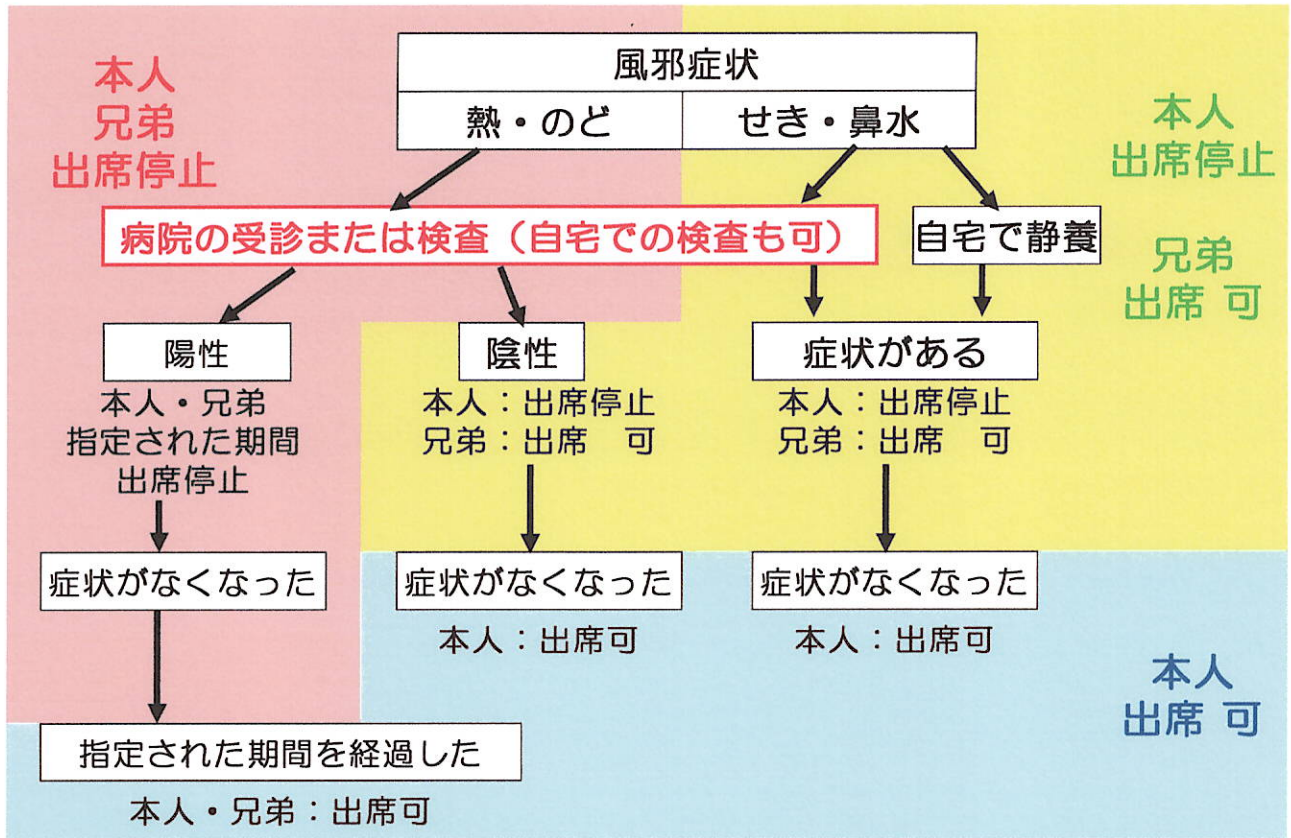 本人
兄弟
出席停止
風邪症状
熱・のど
せき・鼻水
本人
出席停止
兄弟
出席 可
病院の受診または検査（自宅での検査も可）
自宅で静養
陽性
本人・兄弟
指定された期間
出席停止
陰性
本人：出席停止
兄弟：出席　可
症状がある
本人：出席停止
兄弟：出席　可
症状がなくなった
症状がなくなった
本人：出席可
症状がなくなった
本人：出席可
本人
出席 可
指定された期間を経過した
本人・兄弟：出席可